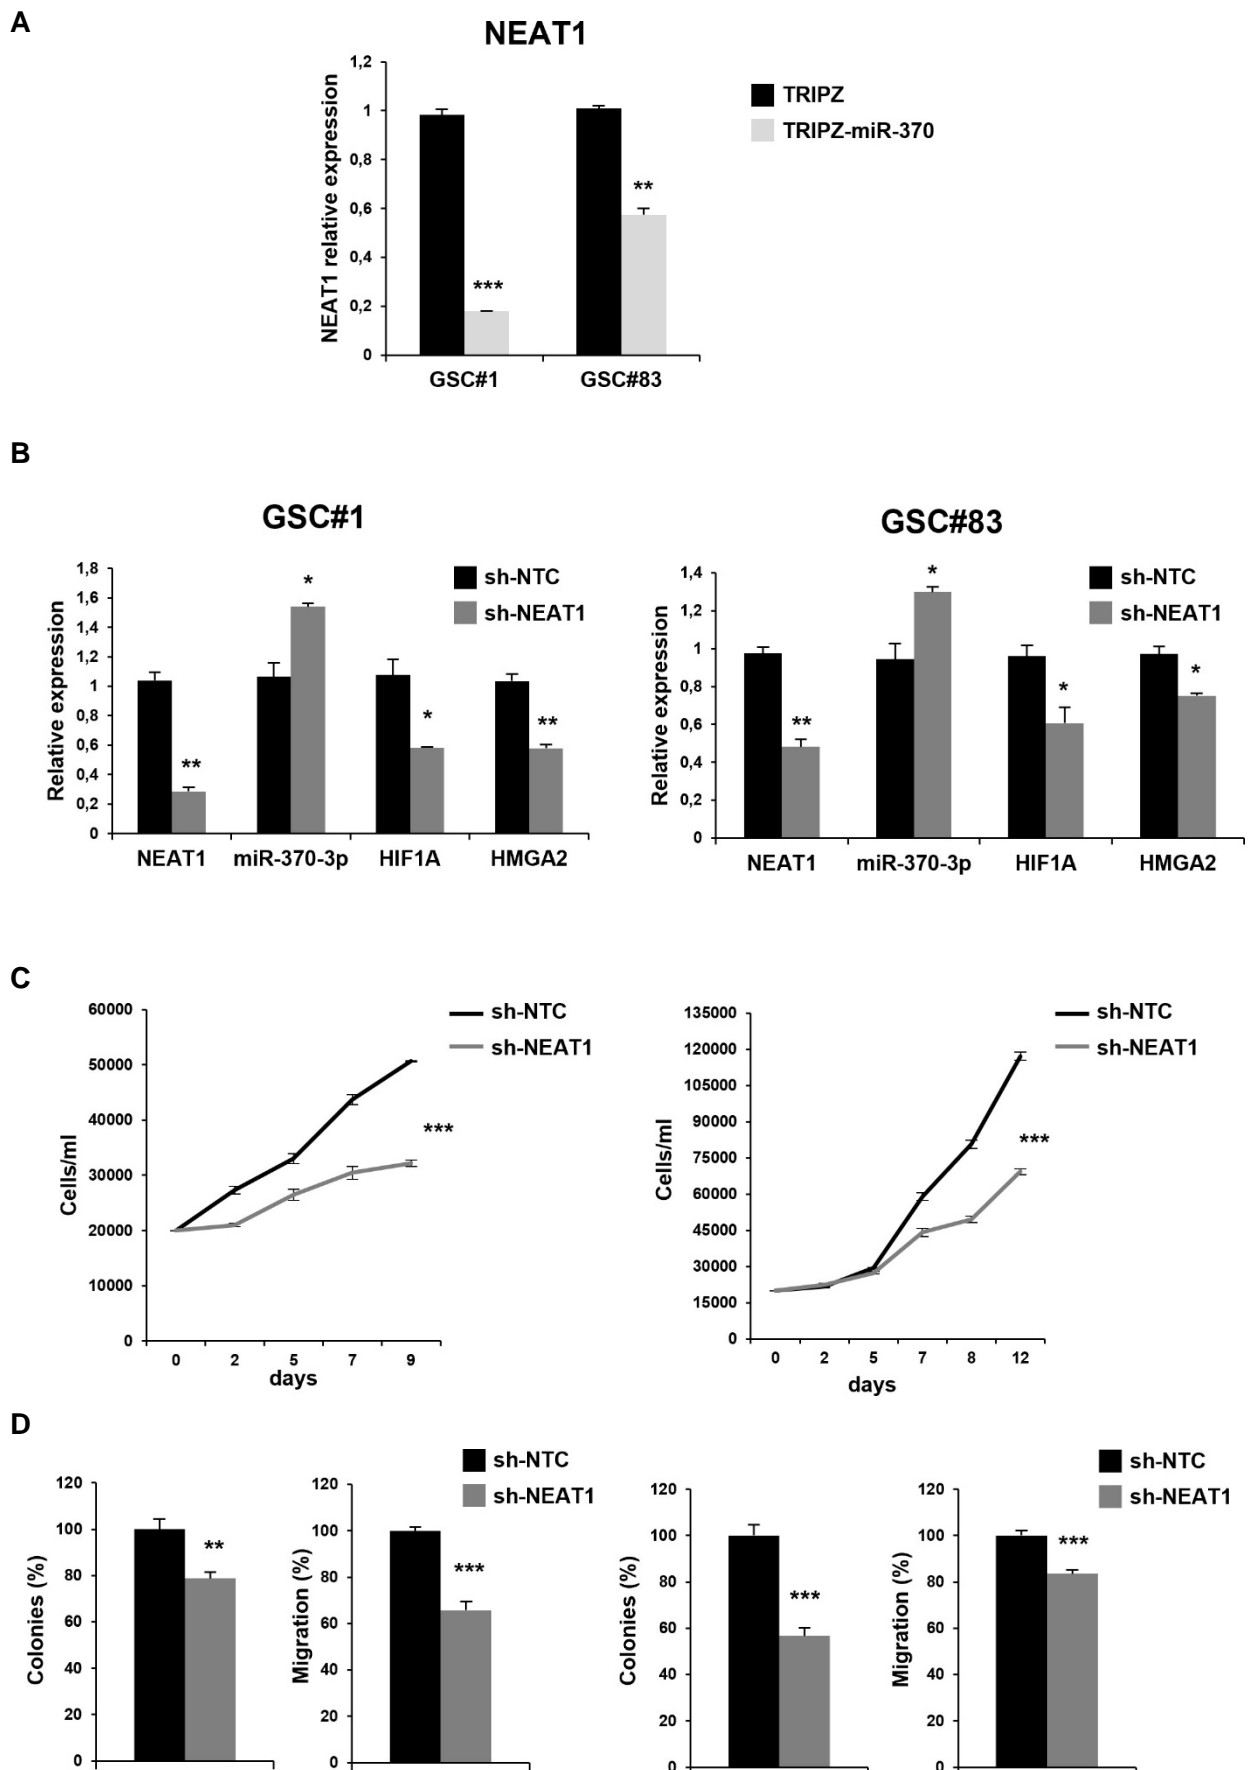 A
NEAT1
NEAT1 relative expression
1,2
1
0,8
0,6
0,4
0,2
0
***
**
GSC#1 GSC#83
TRIPZ
TRIPZ-miR-370
B
GSC#1
Relative expression
1,8
1,6
1,4
1,2
1
0,8
0,6
0,4
0,2
0
**
*
*
**
NEAT1 miR-370-3p HIF1A HMGA2
sh-NTC
sh-NEAT1
GSC#83
Relative expression
1,4
1,2
1
0,8
0,6
0,4
0,2
0
**
*
*
*
NEAT1 miR-370-3p HIF1A HMGA2
sh-NTC
sh-NEAT1
C
Cells/ml
60000
50000
40000
30000
20000
10000
0
0 2 5 7 9
days
***
sh-NTC
sh-NEAT1
Cells/ml
135000
120000
105000
90000
75000
60000
45000
30000
15000
0
0 2 5 7 8 12
days
***
sh-NTC
sh-NEAT1
D
Colonies (%)
120
100
80
60
40
20
0
**
Migration (%)
120
100
80
60
40
20
0
***
sh-NTC
sh-NEAT1
Colonies (%)
120
100
80
60
40
20
0
***
Migration (%)
120
100
80
60
40
20
0
***
sh-NTC
sh-NEAT1